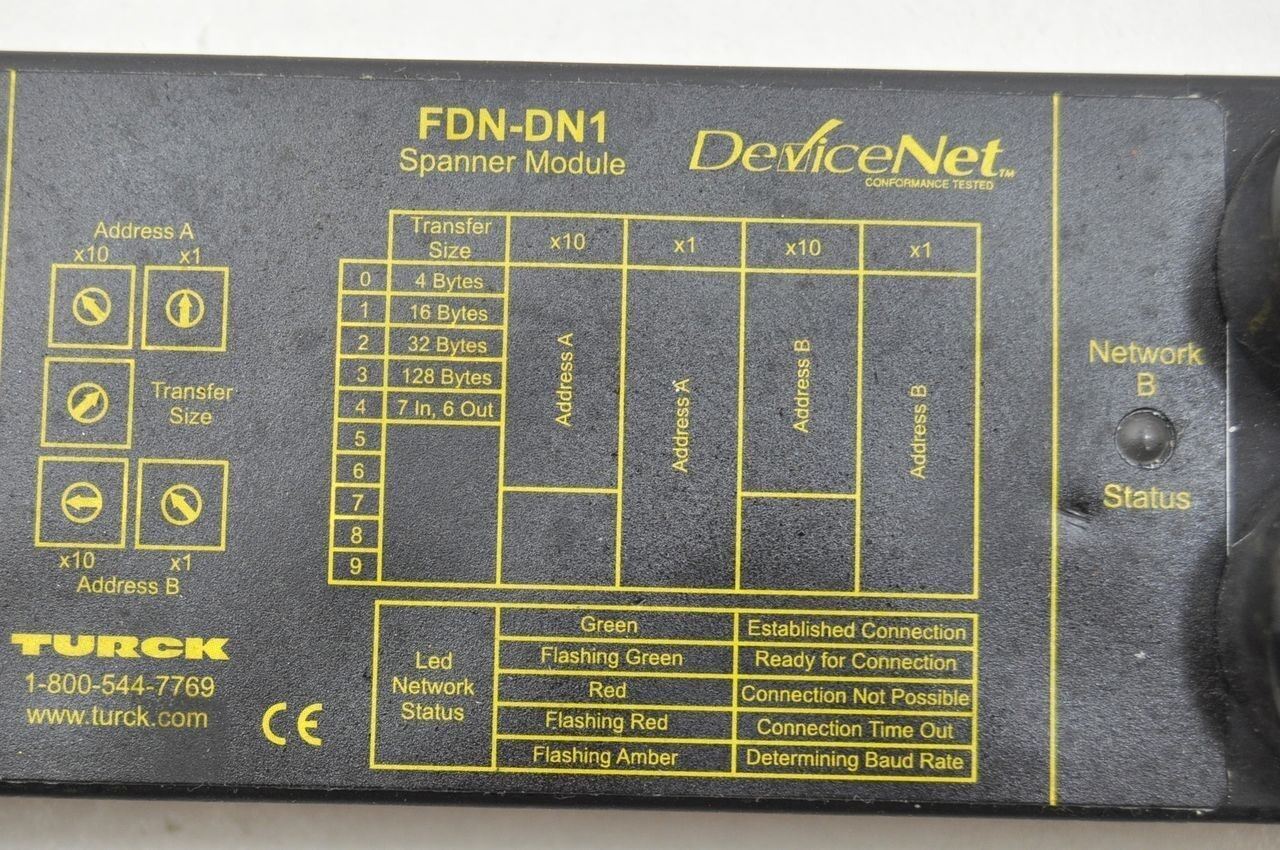 FDN-DN1
Spanner Module
DeviceNet™
CONFORMANCE TESTED
Address A
x10 x1
Transfer
Size
x10 x1
Address B
Transfer Size x10 x1 x10 x1
0 4 Bytes
1 16 Bytes
2 32 Bytes
3 128 Bytes
4 7 In, 6 Out
5
6
7
8
9
Address A
Address A
Address B
Address B
Network
B
Status
TURCK
1-800-544-7769
www.turck.com
CE
Led
Network
Status
Green Established Connection
Flashing Green Ready for Connection
Red Connection Not Possible
Flashing Red Connection Time Out
Flashing Amber Determining Baud Rate